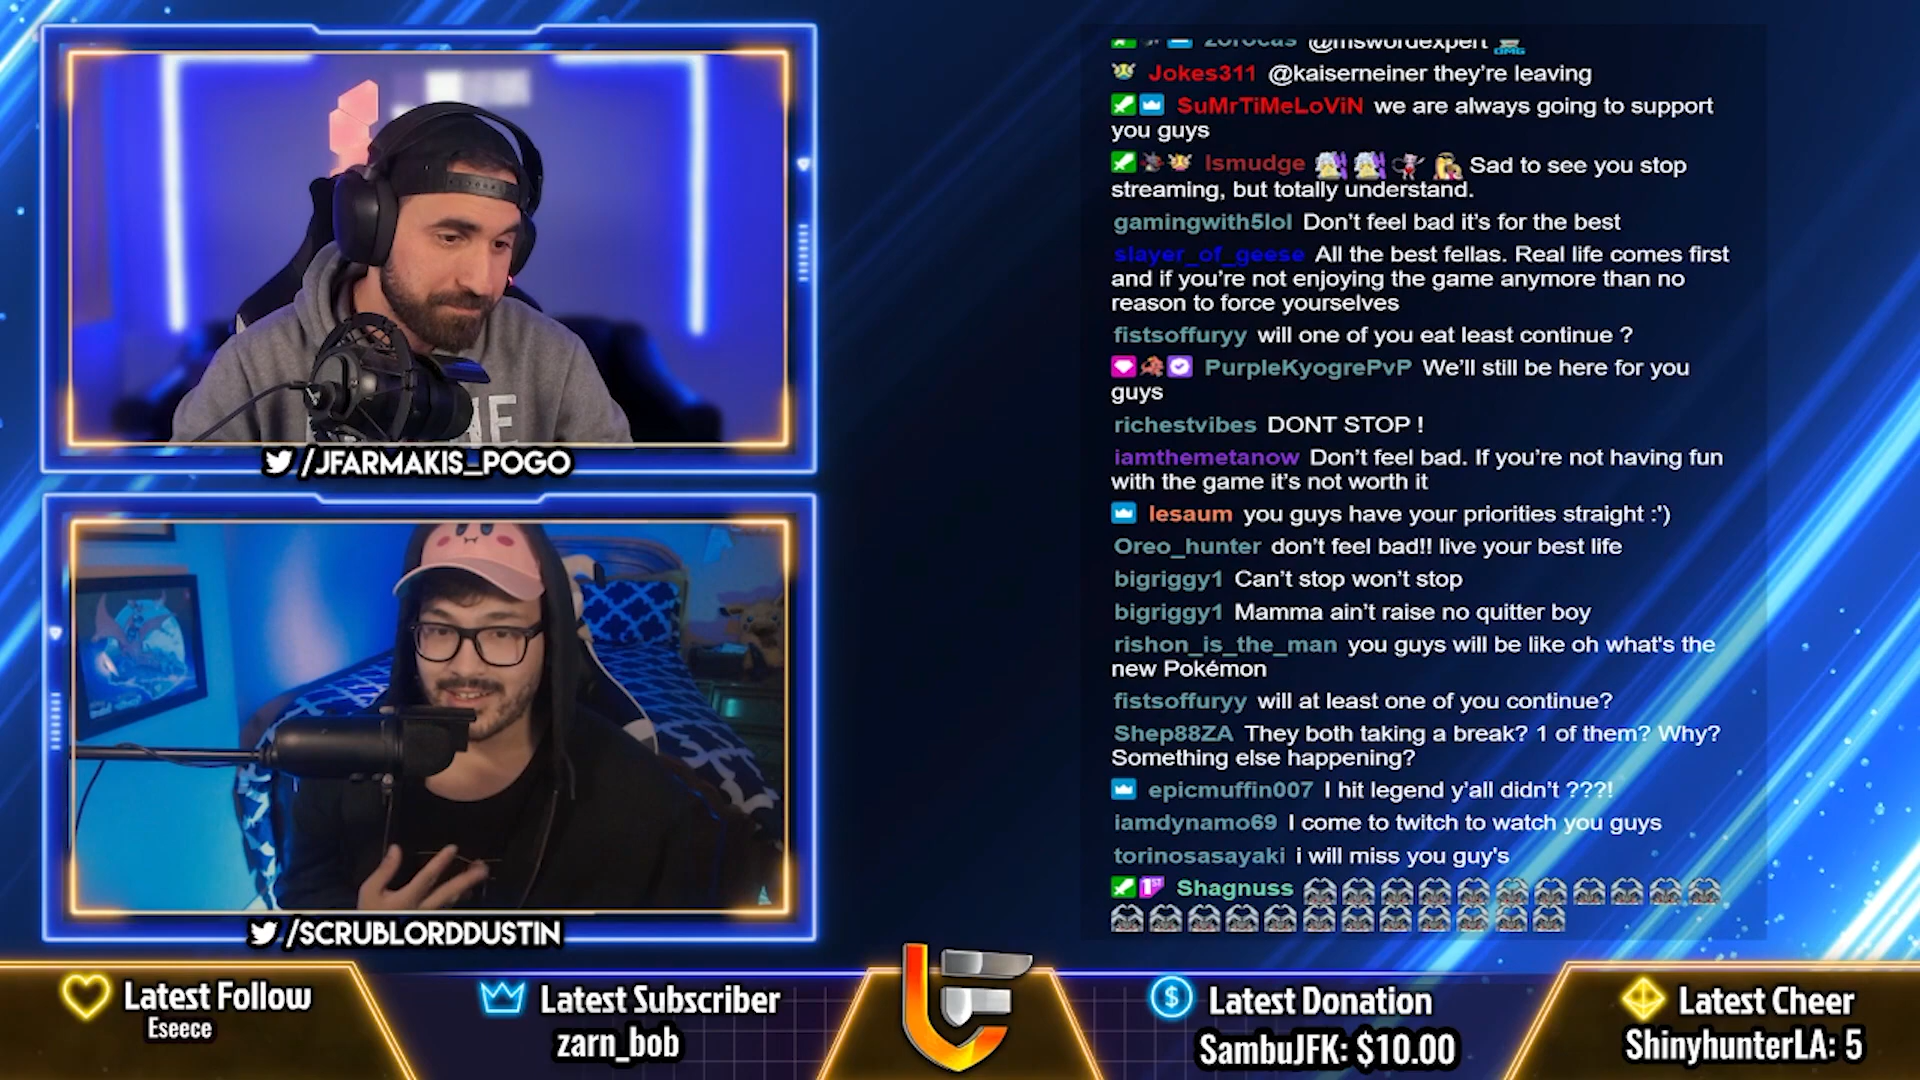 zorocas @mswordexpert
Jokes311 @kaiserneiner they’re leaving
SuMrTiMeLoViN we are always going to support
you guys
Ismudge Sad to see you stop
streaming, but totally understand.
gamingwith5lol Don’t feel bad it’s for the best
slayer_of_geese All the best fellas. Real life comes first
and if you’re not enjoying the game anymore than no
reason to force yourselves
fistsoffuryy will one of you eat least continue ?
PurpleKyogrePvP We’ll still be here for you
guys
richestvibes DONT STOP !
iamthemetanow Don’t feel bad. If you’re not having fun
with the game it’s not worth it
lesaum you guys have your priorities straight :')
Oreo_hunter don’t feel bad!! live your best life
bigriggy1 Can’t stop won’t stop
bigriggy1 Mamma ain’t raise no quitter boy
rishon_is_the_man you guys will be like oh what's the
new Pokémon
fistsoffuryy will at least one of you continue?
Shep88ZA They both taking a break? 1 of them? Why?
Something else happening?
epicmuffin007 I hit legend y’all didn’t ???!
iamdynamo69 I come to twitch to watch you guys
torinosasayaki i will miss you guy's
1ST Shagnuss
/JFARMAKIS_POGO
/SCRUBLORDDUSTIN
Latest Follow
Eseece
Latest Subscriber
zarn_bob
Latest Donation
SambuJFK: $10.00
Latest Cheer
ShinyhunterLA: 5